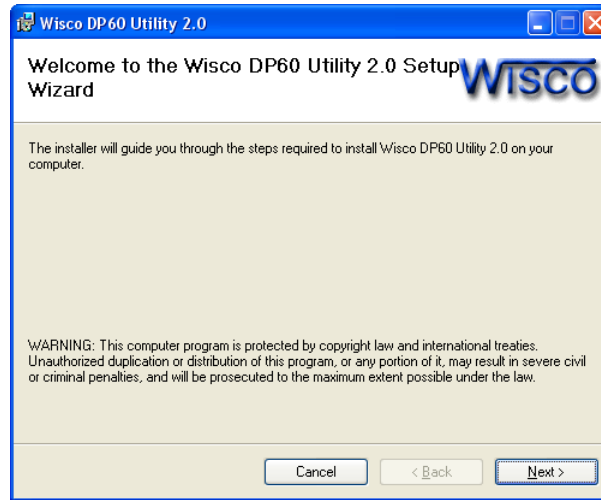 Wisco DP60 Utility 2.0
Welcome to the Wisco DP60 Utility 2.0 Setup
Wizard
WISCO
The installer will guide you through the steps required to install Wisco DP60 Utility 2.0 on your
computer.
WARNING: This computer program is protected by copyright law and international treaties.
Unauthorized duplication or distribution of this program, or any portion of it, may result in severe civil
or criminal penalties, and will be prosecuted to the maximum extent possible under the law.
Cancel < Back Next >